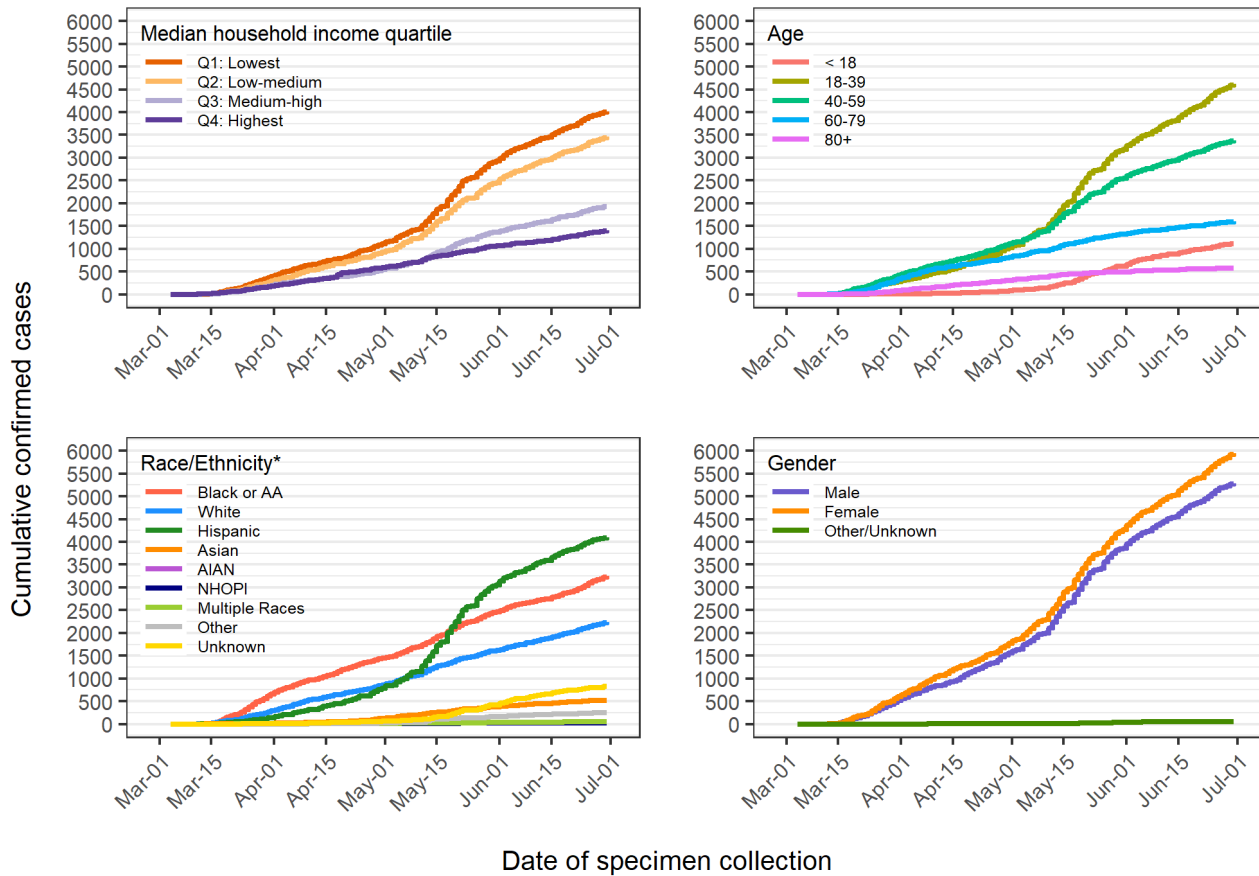 Cumulative confirmed cases
Median household income quartile
Q1: Lowest
Q2: Low-medium
Q3: Medium-high
Q4: Highest
6000
5500
5000
4500
4000
3500
3000
2500
2000
1500
1000
500
0
Mar-01
Mar-15
Apr-01
Apr-15
May-01
May-15
Jun-01
Jun-15
Jul-01
Age
< 18
18-39
40-59
60-79
80+
6000
5500
5000
4500
4000
3500
3000
2500
2000
1500
1000
500
0
Mar-01
Mar-15
Apr-01
Apr-15
May-01
May-15
Jun-01
Jun-15
Jul-01
Race/Ethnicity*
Black or AA
White
Hispanic
Asian
AIAN
NHOPI
Multiple Races
Other
Unknown
6000
5500
5000
4500
4000
3500
3000
2500
2000
1500
1000
500
0
Mar-01
Mar-15
Apr-01
Apr-15
May-01
May-15
Jun-01
Jun-15
Jul-01
Gender
Male
Female
Other/Unknown
6000
5500
5000
4500
4000
3500
3000
2500
2000
1500
1000
500
0
Mar-01
Mar-15
Apr-01
Apr-15
May-01
May-15
Jun-01
Jun-15
Jul-01
Date of specimen collection